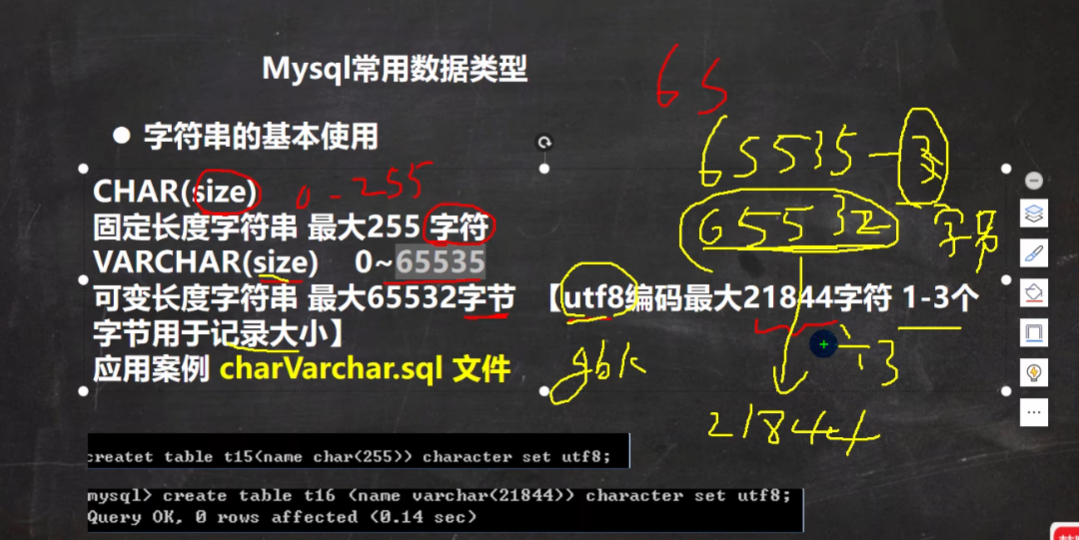 Mysql常用数据类型
65
● 字符串的基本使用
65535-3
CHAR(size) 0-255
65532 字节
固定长度字符串 最大255 字符
VARCHAR(size) 0~65535
可变长度字符串 最大65532字节 【utf8编码最大21844字符 1-3个
字节用于记录大小】
÷3
gbk
应用案例 charVarchar.sql 文件
21844
createt table t15(name char(255)) character set utf8;
mysql> create table t16 (name varchar(21844)) character set utf8;
Query OK, 0 rows affected (0.14 sec)